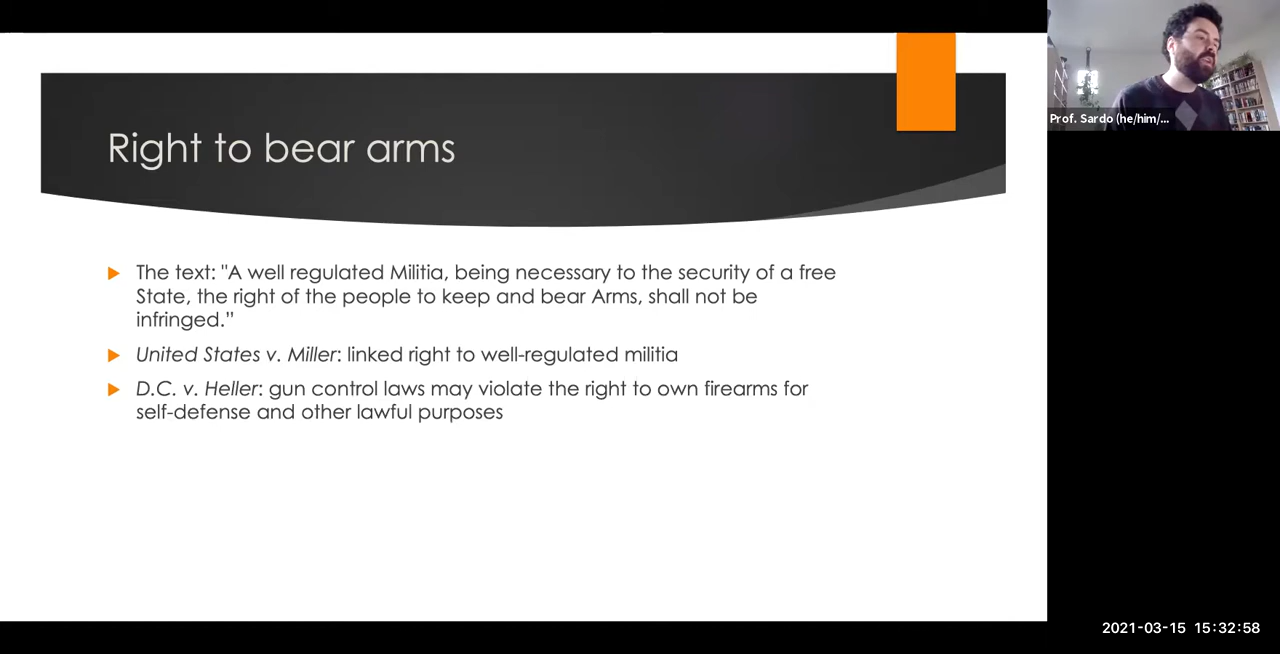 Right to bear arms
The text: "A well regulated Militia, being necessary to the security of a free
State, the right of the people to keep and bear Arms, shall not be
infringed.”
United States v. Miller: linked right to well-regulated militia
D.C. v. Heller: gun control laws may violate the right to own firearms for
self-defense and other lawful purposes
Prof. Sardo (he/him/...
2021-03-15 15:32:58